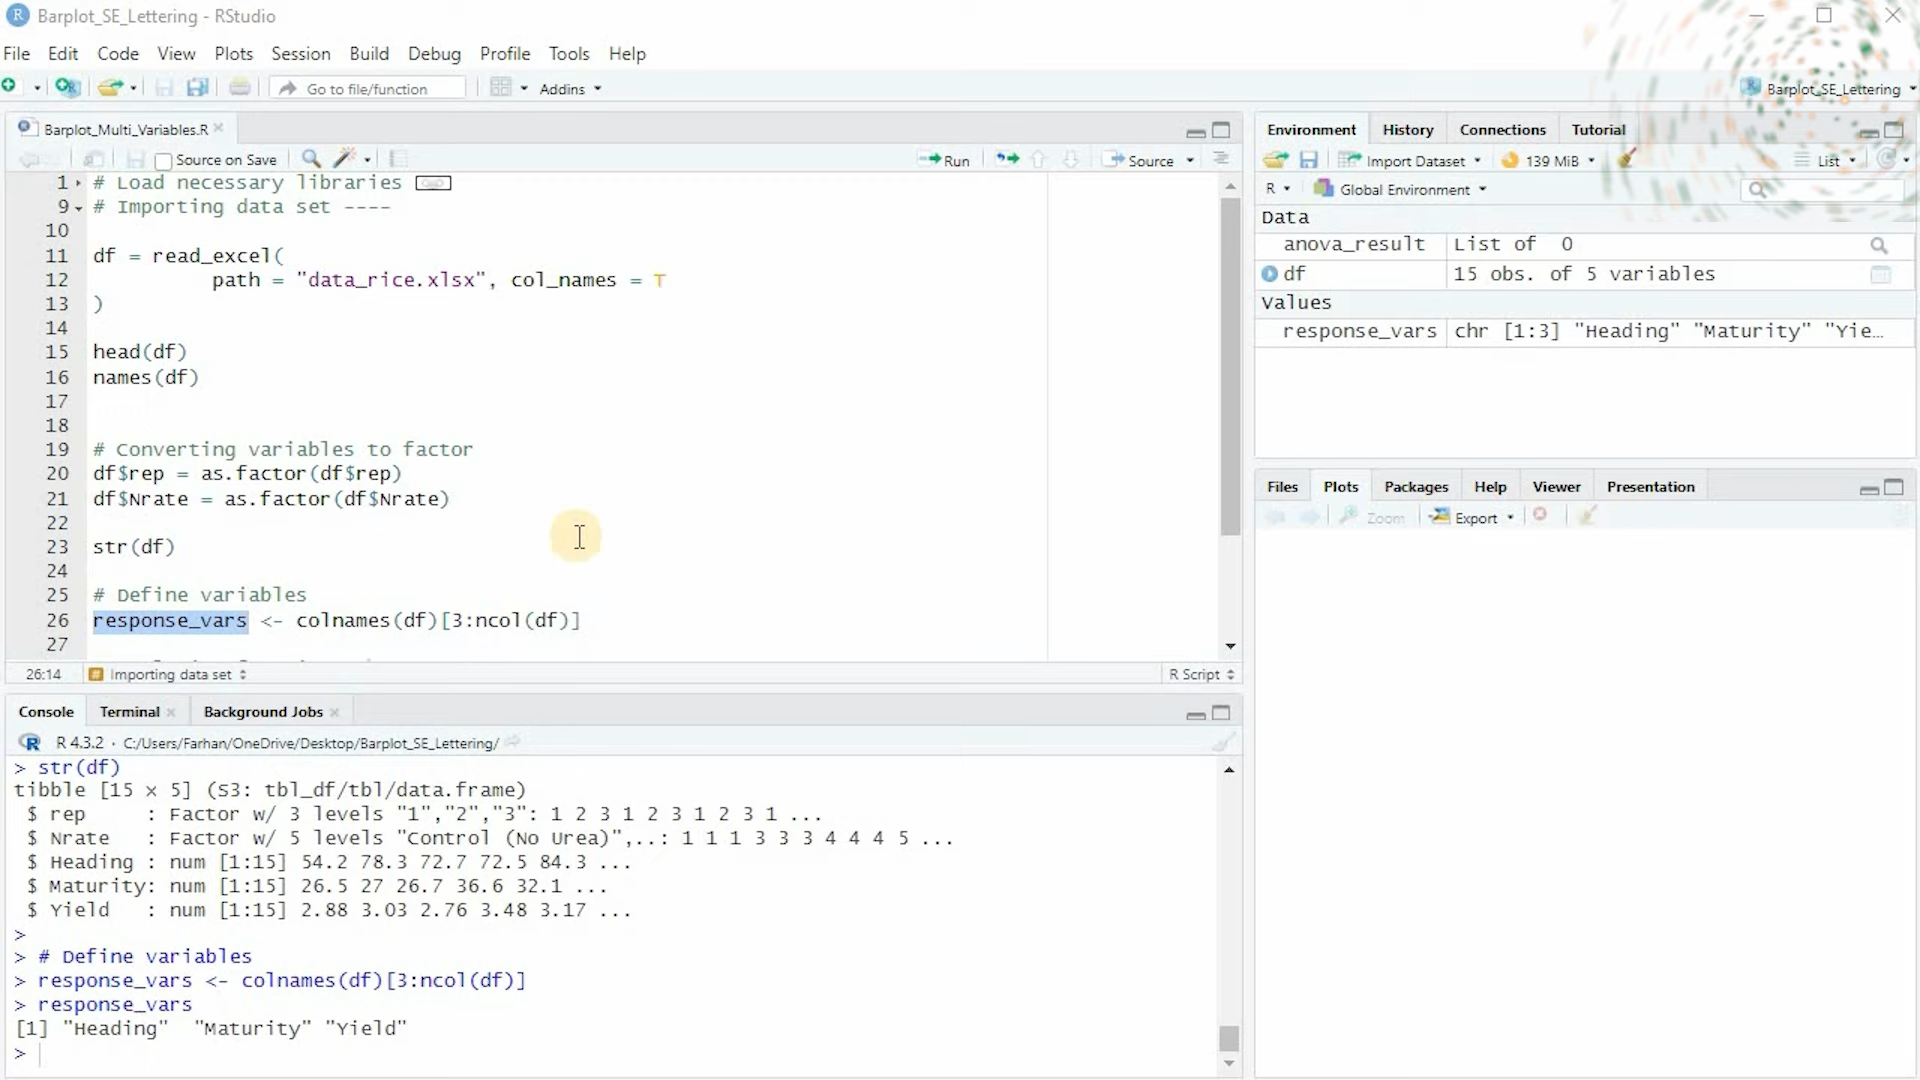 Barplot_SE_Lettering - RStudio
File Edit Code View Plots Session Build Debug Profile Tools Help
Go to file/function Addins Barplot_SE_Lettering
Barplot_Multi_Variables.R
Source on Save Run Source
1 # Load necessary libraries
9 # Importing data set ----
10
11 df = read_excel(
12 path = "data_rice.xlsx", col_names = T
13 )
14
15 head(df)
16 names(df)
17
18
19 # Converting variables to factor
20 df$rep = as.factor(df$rep)
21 df$Nrate = as.factor(df$Nrate)
22
23 str(df)
24
25 # Define variables
26 response_vars <- colnames(df)[3:ncol(df)]
27
26:14 Importing data set R Script
Console Terminal Background Jobs
R 4.3.2 · C:/Users/Farhan/OneDrive/Desktop/Barplot_SE_Lettering/
> str(df)
tibble [15 x 5] (S3: tbl_df/tbl/data.frame)
$ rep : Factor w/ 3 levels "1","2","3": 1 2 3 1 2 3 1 2 3 1 ...
$ Nrate : Factor w/ 5 levels "Control (No Urea)",..: 1 1 1 3 3 3 4 4 4 5 ...
$ Heading : num [1:15] 54.2 78.3 72.7 72.5 84.3 ...
$ Maturity: num [1:15] 26.5 27 26.7 36.6 32.1 ...
$ Yield : num [1:15] 2.88 3.03 2.76 3.48 3.17 ...
>
> # Define variables
> response_vars <- colnames(df)[3:ncol(df)]
> response_vars
[1] "Heading" "Maturity" "Yield"
>
Environment History Connections Tutorial
Import Dataset 139 MiB List
R Global Environment
Data
anova_result List of 0
df 15 obs. of 5 variables
Values
response_vars chr [1:3] "Heading" "Maturity" "Yie…
Files Plots Packages Help Viewer Presentation
Zoom Export